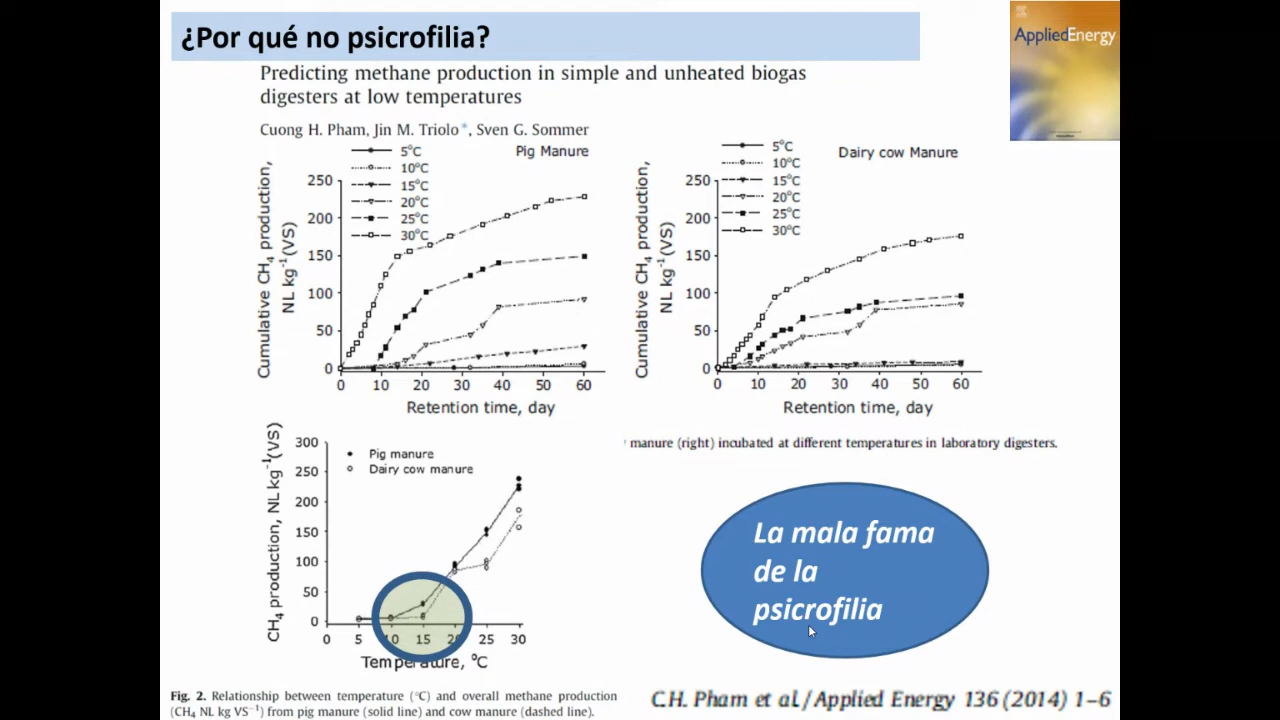 ¿Por qué no psicrofilia?
AppliedEnergy
Predicting methane production in simple and unheated biogas
digesters at low temperatures
Cuong H. Pham, Jin M. Triolo*, Sven G. Sommer
5°C
10°C
15°C
20°C
25°C
30°C
Pig Manure
Cumulative CH4 production,
NL kg-1(VS)
250
200
150
100
50
0
0 10 20 30 40 50 60
Retention time, day
5°C
10°C
15°C
20°C
25°C
30°C
Dairy cow Manure
Cumulative CH4 production,
NL kg-1(VS)
250
200
150
100
50
0
0 10 20 30 40 50 60
Retention time, day
manure (right) incubated at different temperatures in laboratory digesters.
CH4 production, NL kg-1(VS)
300
250
200
150
100
50
0
Pig manure
Dairy cow manure
0 5 10 15 20 25 30
Temperature, °C
La mala fama
de la
psicrofilia
Fig. 2. Relationship between temperature (°C) and overall methane production
(CH4 NL kg VS-1) from pig manure (solid line) and cow manure (dashed line).
C.H. Pham et al./Applied Energy 136 (2014) 1–6